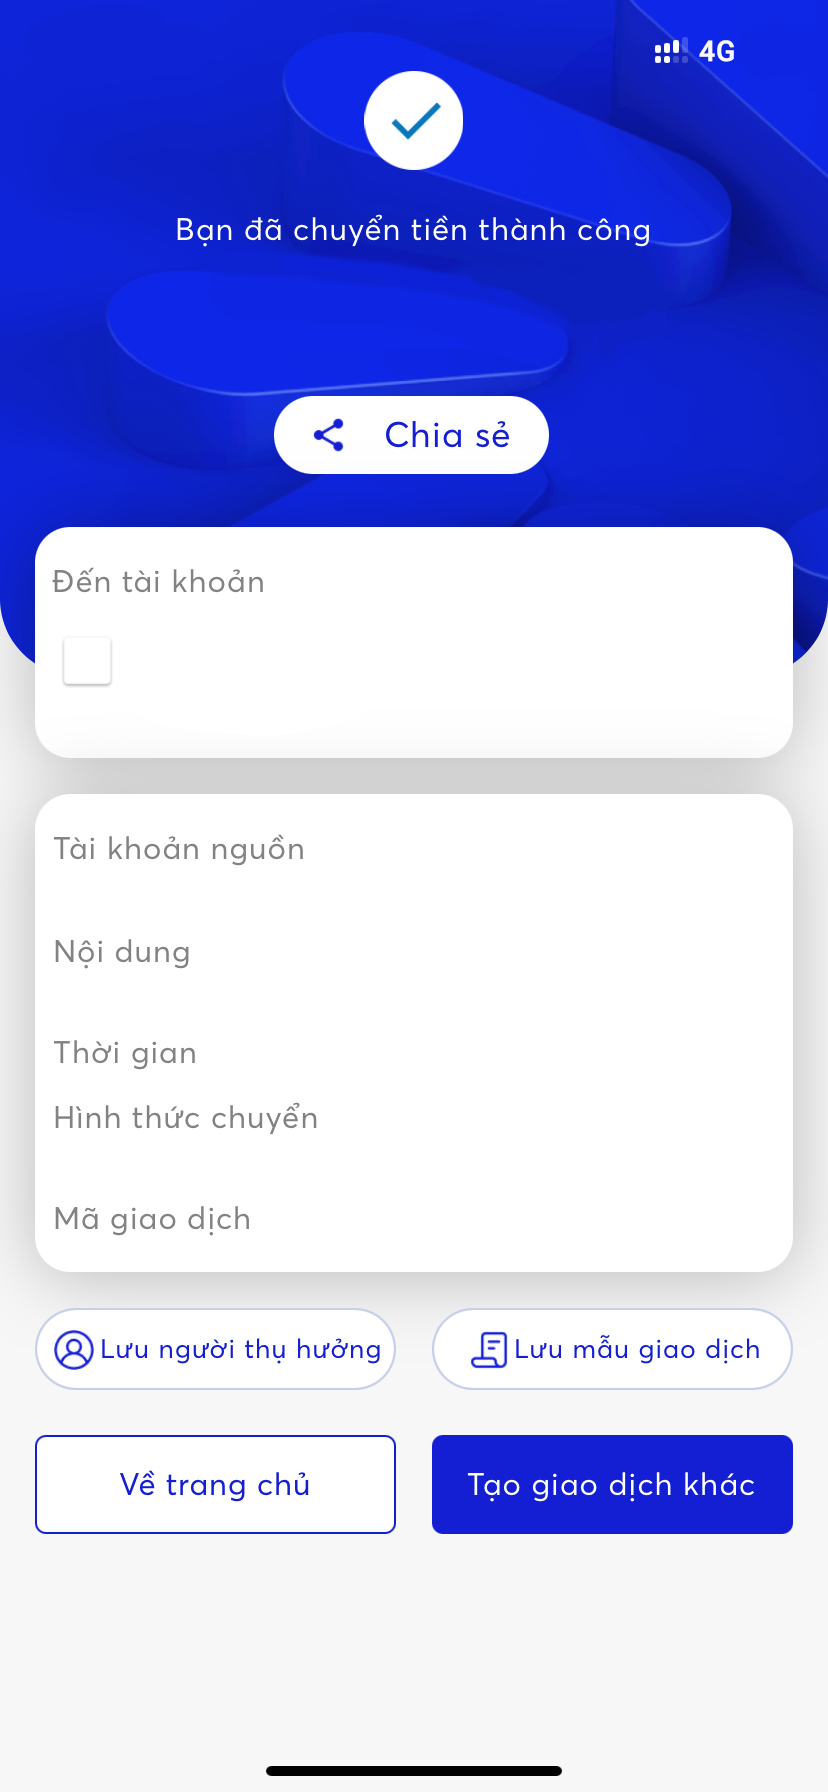 4G
Bạn đã chuyển tiền thành công
Chia sẻ
Đến tài khoản
Tài khoản nguồn
Nội dung
Thời gian
Hình thức chuyển
Mã giao dịch
Lưu người thụ hưởng
Lưu mẫu giao dịch
Về trang chủ
Tạo giao dịch khác